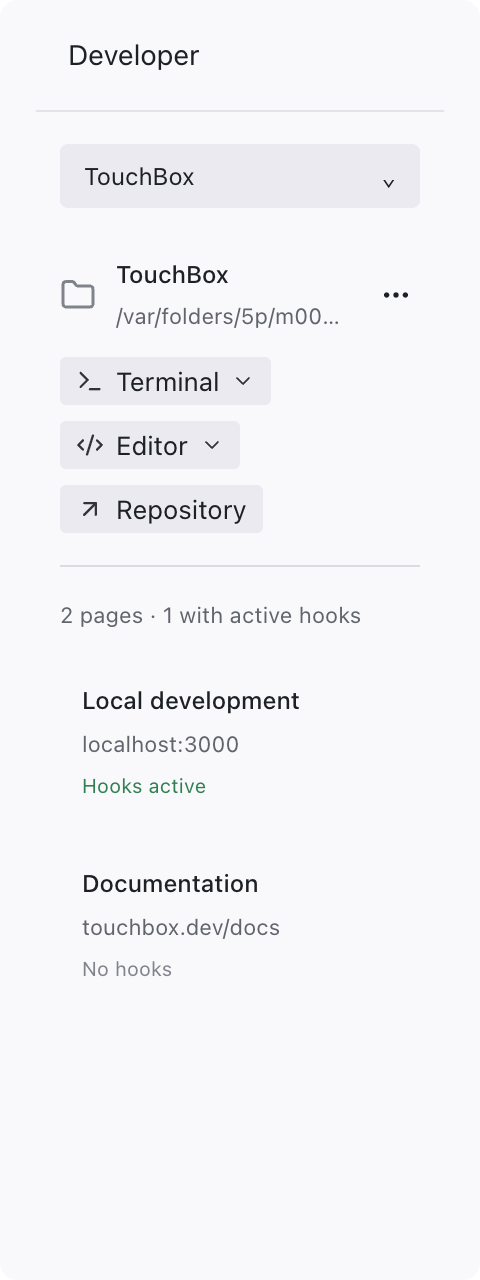 Developer
TouchBox
TouchBox
/var/folders/5p/m00...
Terminal
Editor
Repository
2 pages · 1 with active hooks
Local development
localhost:3000
Hooks active
Documentation
touchbox.dev/docs
No hooks